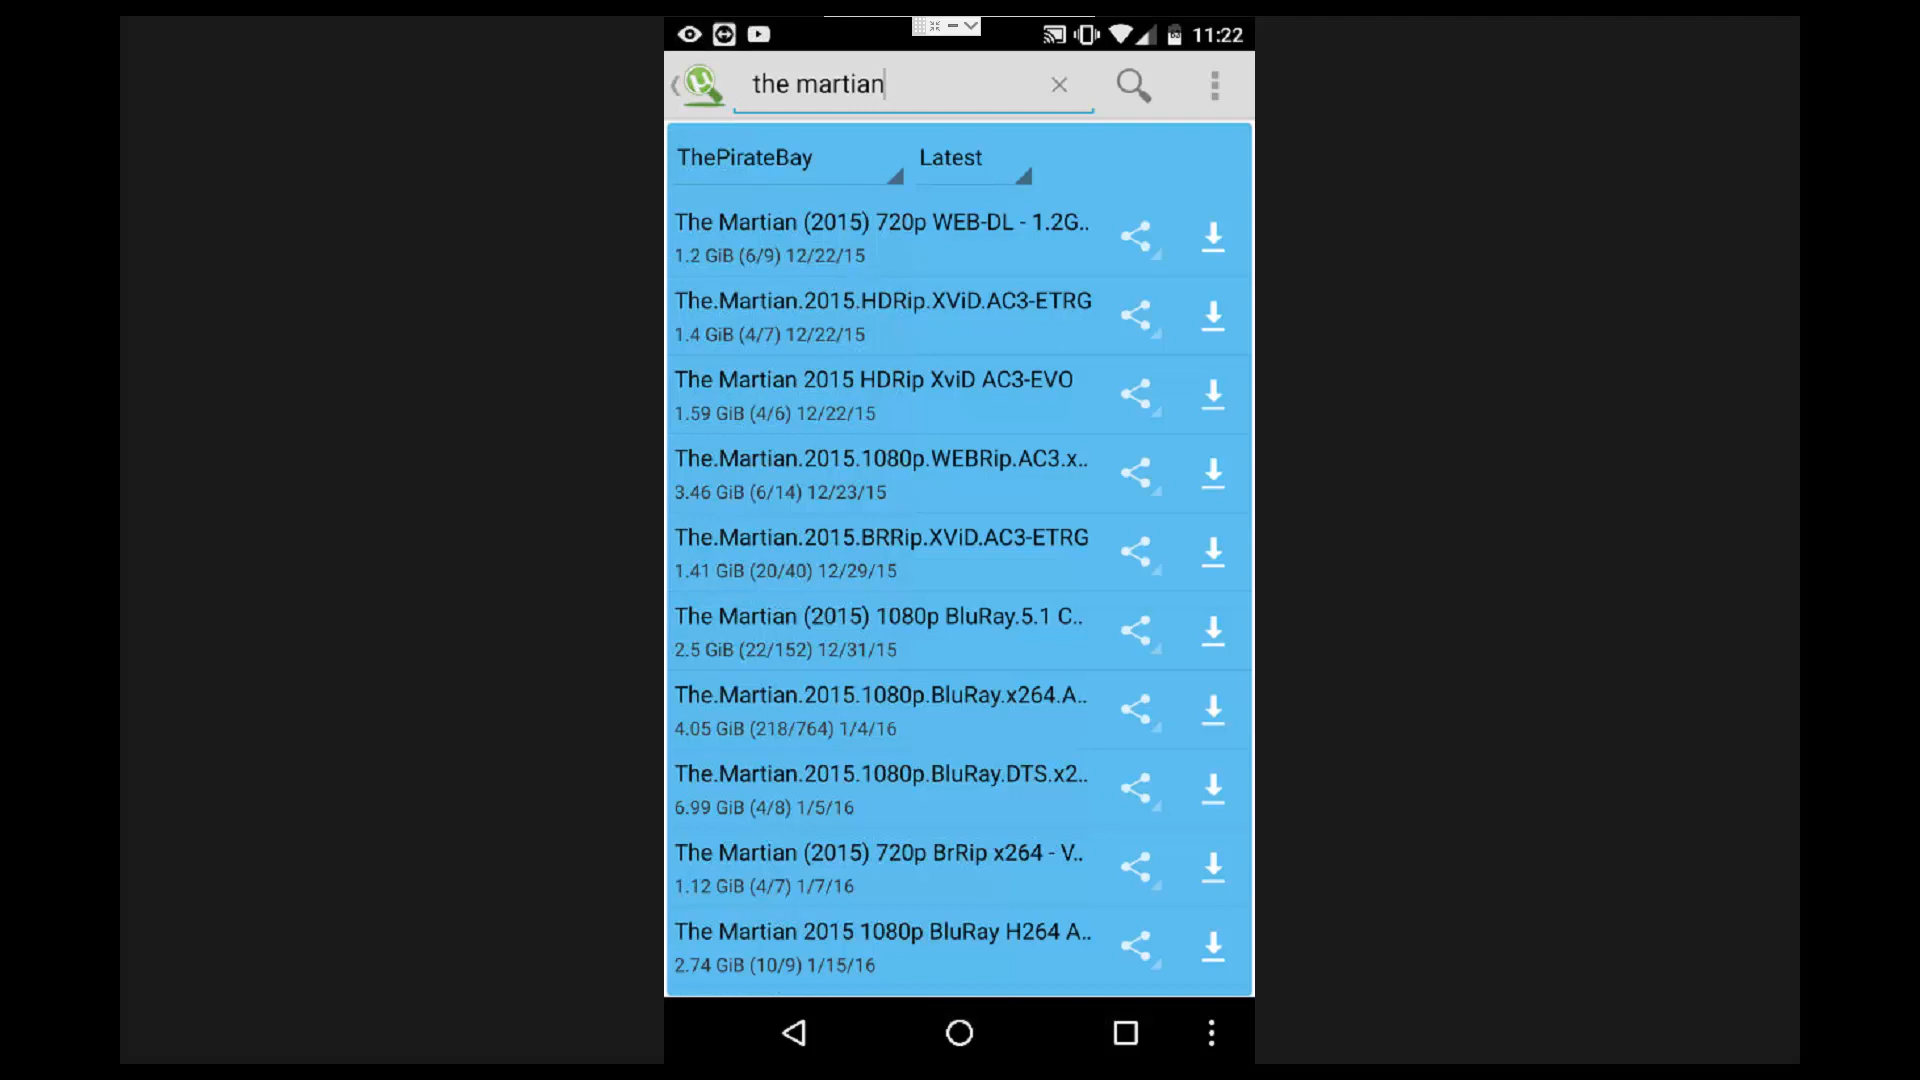 11:22
the martian
ThePirateBay
Latest
The Martian (2015) 720p WEB-DL - 1.2G..
1.2 GiB (6/9) 12/22/15
The.Martian.2015.HDRip.XViD.AC3-ETRG
1.4 GiB (4/7) 12/22/15
The Martian 2015 HDRip XviD AC3-EVO
1.59 GiB (4/6) 12/22/15
The.Martian.2015.1080p.WEBRip.AC3.x..
3.46 GiB (6/14) 12/23/15
The.Martian.2015.BRRip.XViD.AC3-ETRG
1.41 GiB (20/40) 12/29/15
The Martian (2015) 1080p BluRay.5.1 C..
2.5 GiB (22/152) 12/31/15
The.Martian.2015.1080p.BluRay.x264.A..
4.05 GiB (218/764) 1/4/16
The.Martian.2015.1080p.BluRay.DTS.x2..
6.99 GiB (4/8) 1/5/16
The Martian (2015) 720p BrRip x264 - V..
1.12 GiB (4/7) 1/7/16
The Martian 2015 1080p BluRay H264 A..
2.74 GiB (10/9) 1/15/16